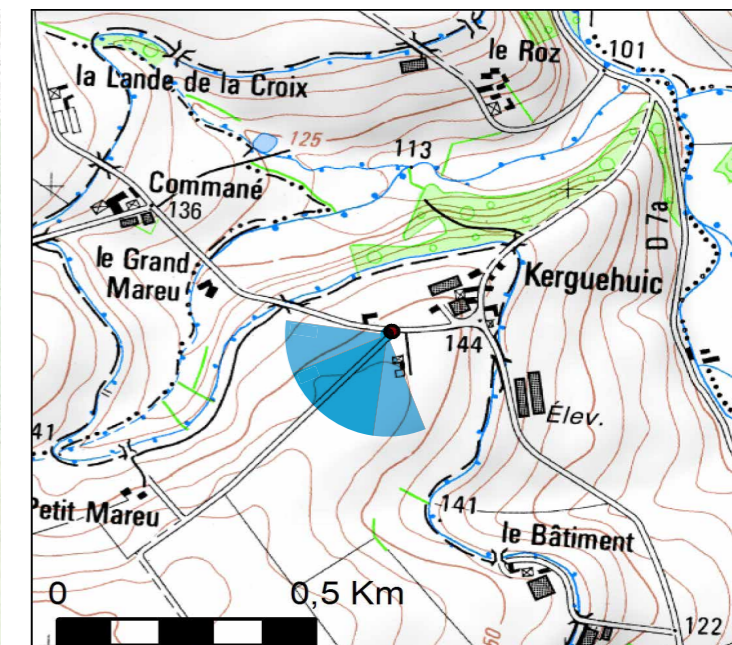 le Roz
101
la Lande de la Croix
125
113
Commané
136
D 7a
le Grand
Mareu
Kerguehuic
144
Élev.
41
Petit Mareu
141
le Bâtiment
0
0,5 Km
122
50